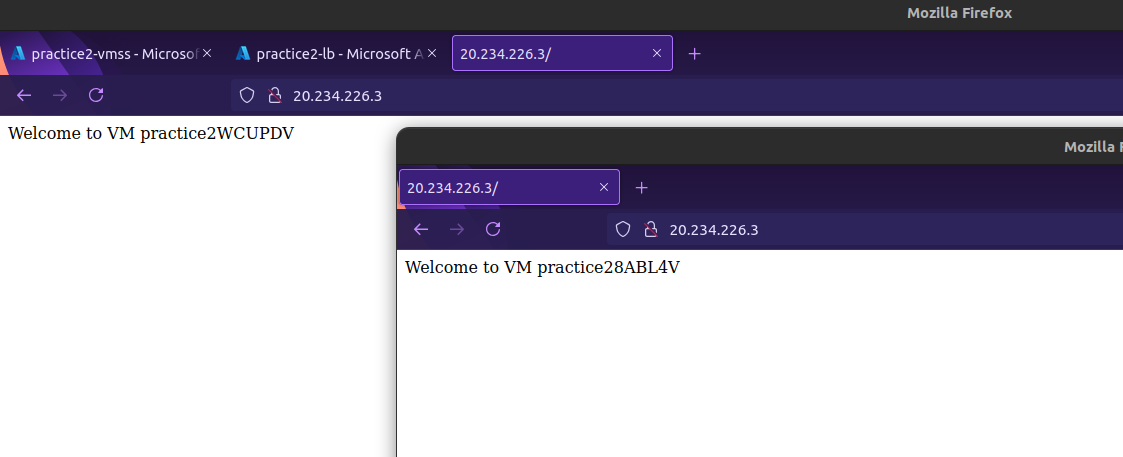 Mozilla Firefox
practice2-vmss - Microsof
practice2-lb - Microsoft A
20.234.226.3/
20.234.226.3
Welcome to VM practice2WCUPDV
Mozilla F
20.234.226.3/
20.234.226.3
Welcome to VM practice28ABL4V